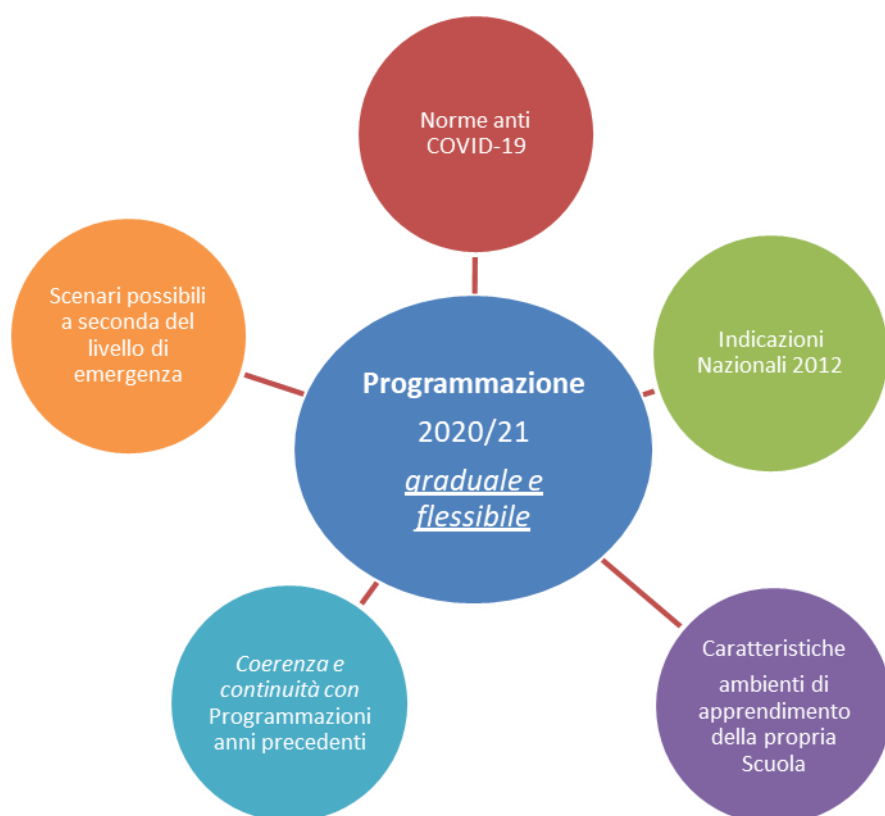 Norme anti
COVID-19
Scenari possibili
a seconda del
livello di
emergenza
Indicazioni
Nazionali 2012
Programmazione
2020/21
graduale e
flessibile
Coerenza e
continuità con
Programmazioni
anni precedenti
Caratteristiche
ambienti di
apprendimento
della propria
Scuola